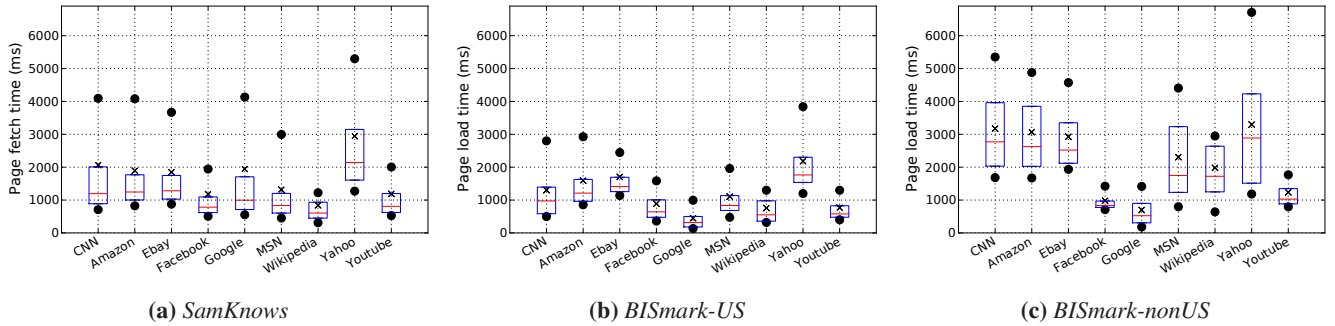 6000
5000
4000
3000
2000
1000
0
Page fetch time (ms)
CNN
Amazon
Ebay
Facebook
Google
MSN
Wikipedia
Yahoo
Youtube
(a) SamKnows
6000
5000
4000
3000
2000
1000
0
Page load time (ms)
CNN
Amazon
Ebay
Facebook
Google
MSN
Wikipedia
Yahoo
Youtube
(b) BISmark-US
6000
5000
4000
3000
2000
1000
0
Page load time (ms)
CNN
Amazon
Ebay
Facebook
Google
MSN
Wikipedia
Yahoo
Youtube
(c) BISmark-nonUS